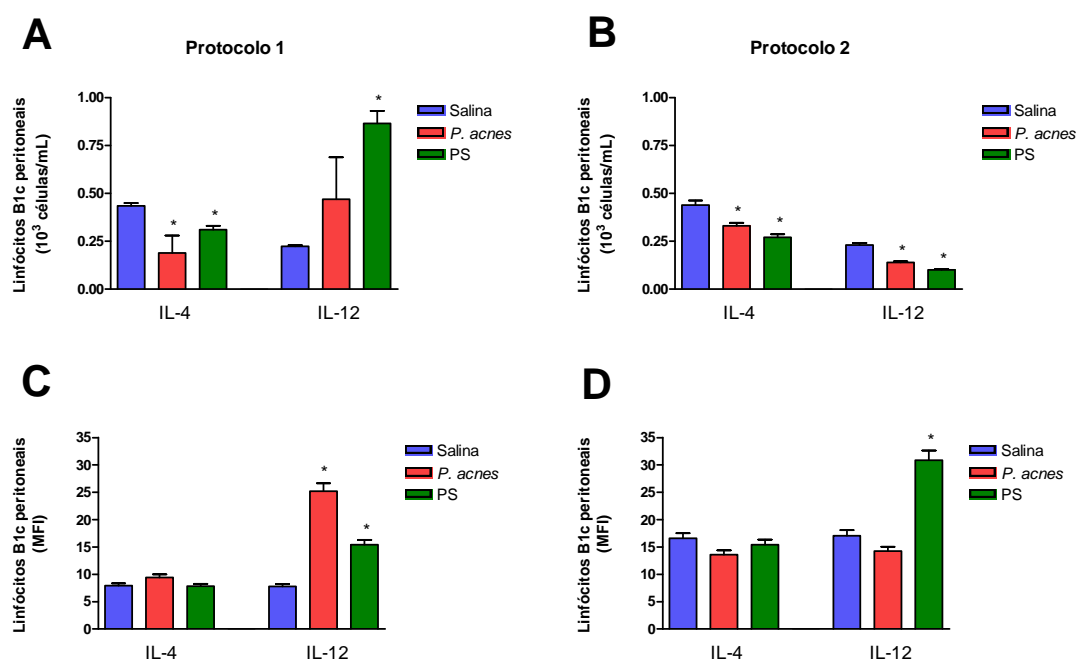 A
Protocolo 1
Linfócitos B1c peritoneais
(10³ células/mL)
1.00
0.75
0.50
0.25
0.00
*
*
*
IL-4
IL-12
Salina
P. acnes
PS
B
Protocolo 2
Linfócitos B1c peritoneais
(10³ células/mL)
1.00
0.75
0.50
0.25
0.00
*
*
*
*
IL-4
IL-12
Salina
P. acnes
PS
C
Linfócitos B1c peritoneais
(MFI)
35
30
25
20
15
10
5
0
*
*
IL-4
IL-12
Salina
P. acnes
PS
D
Linfócitos B1c peritoneais
(MFI)
35
30
25
20
15
10
5
0
*
IL-4
IL-12
Salina
P. acnes
PS